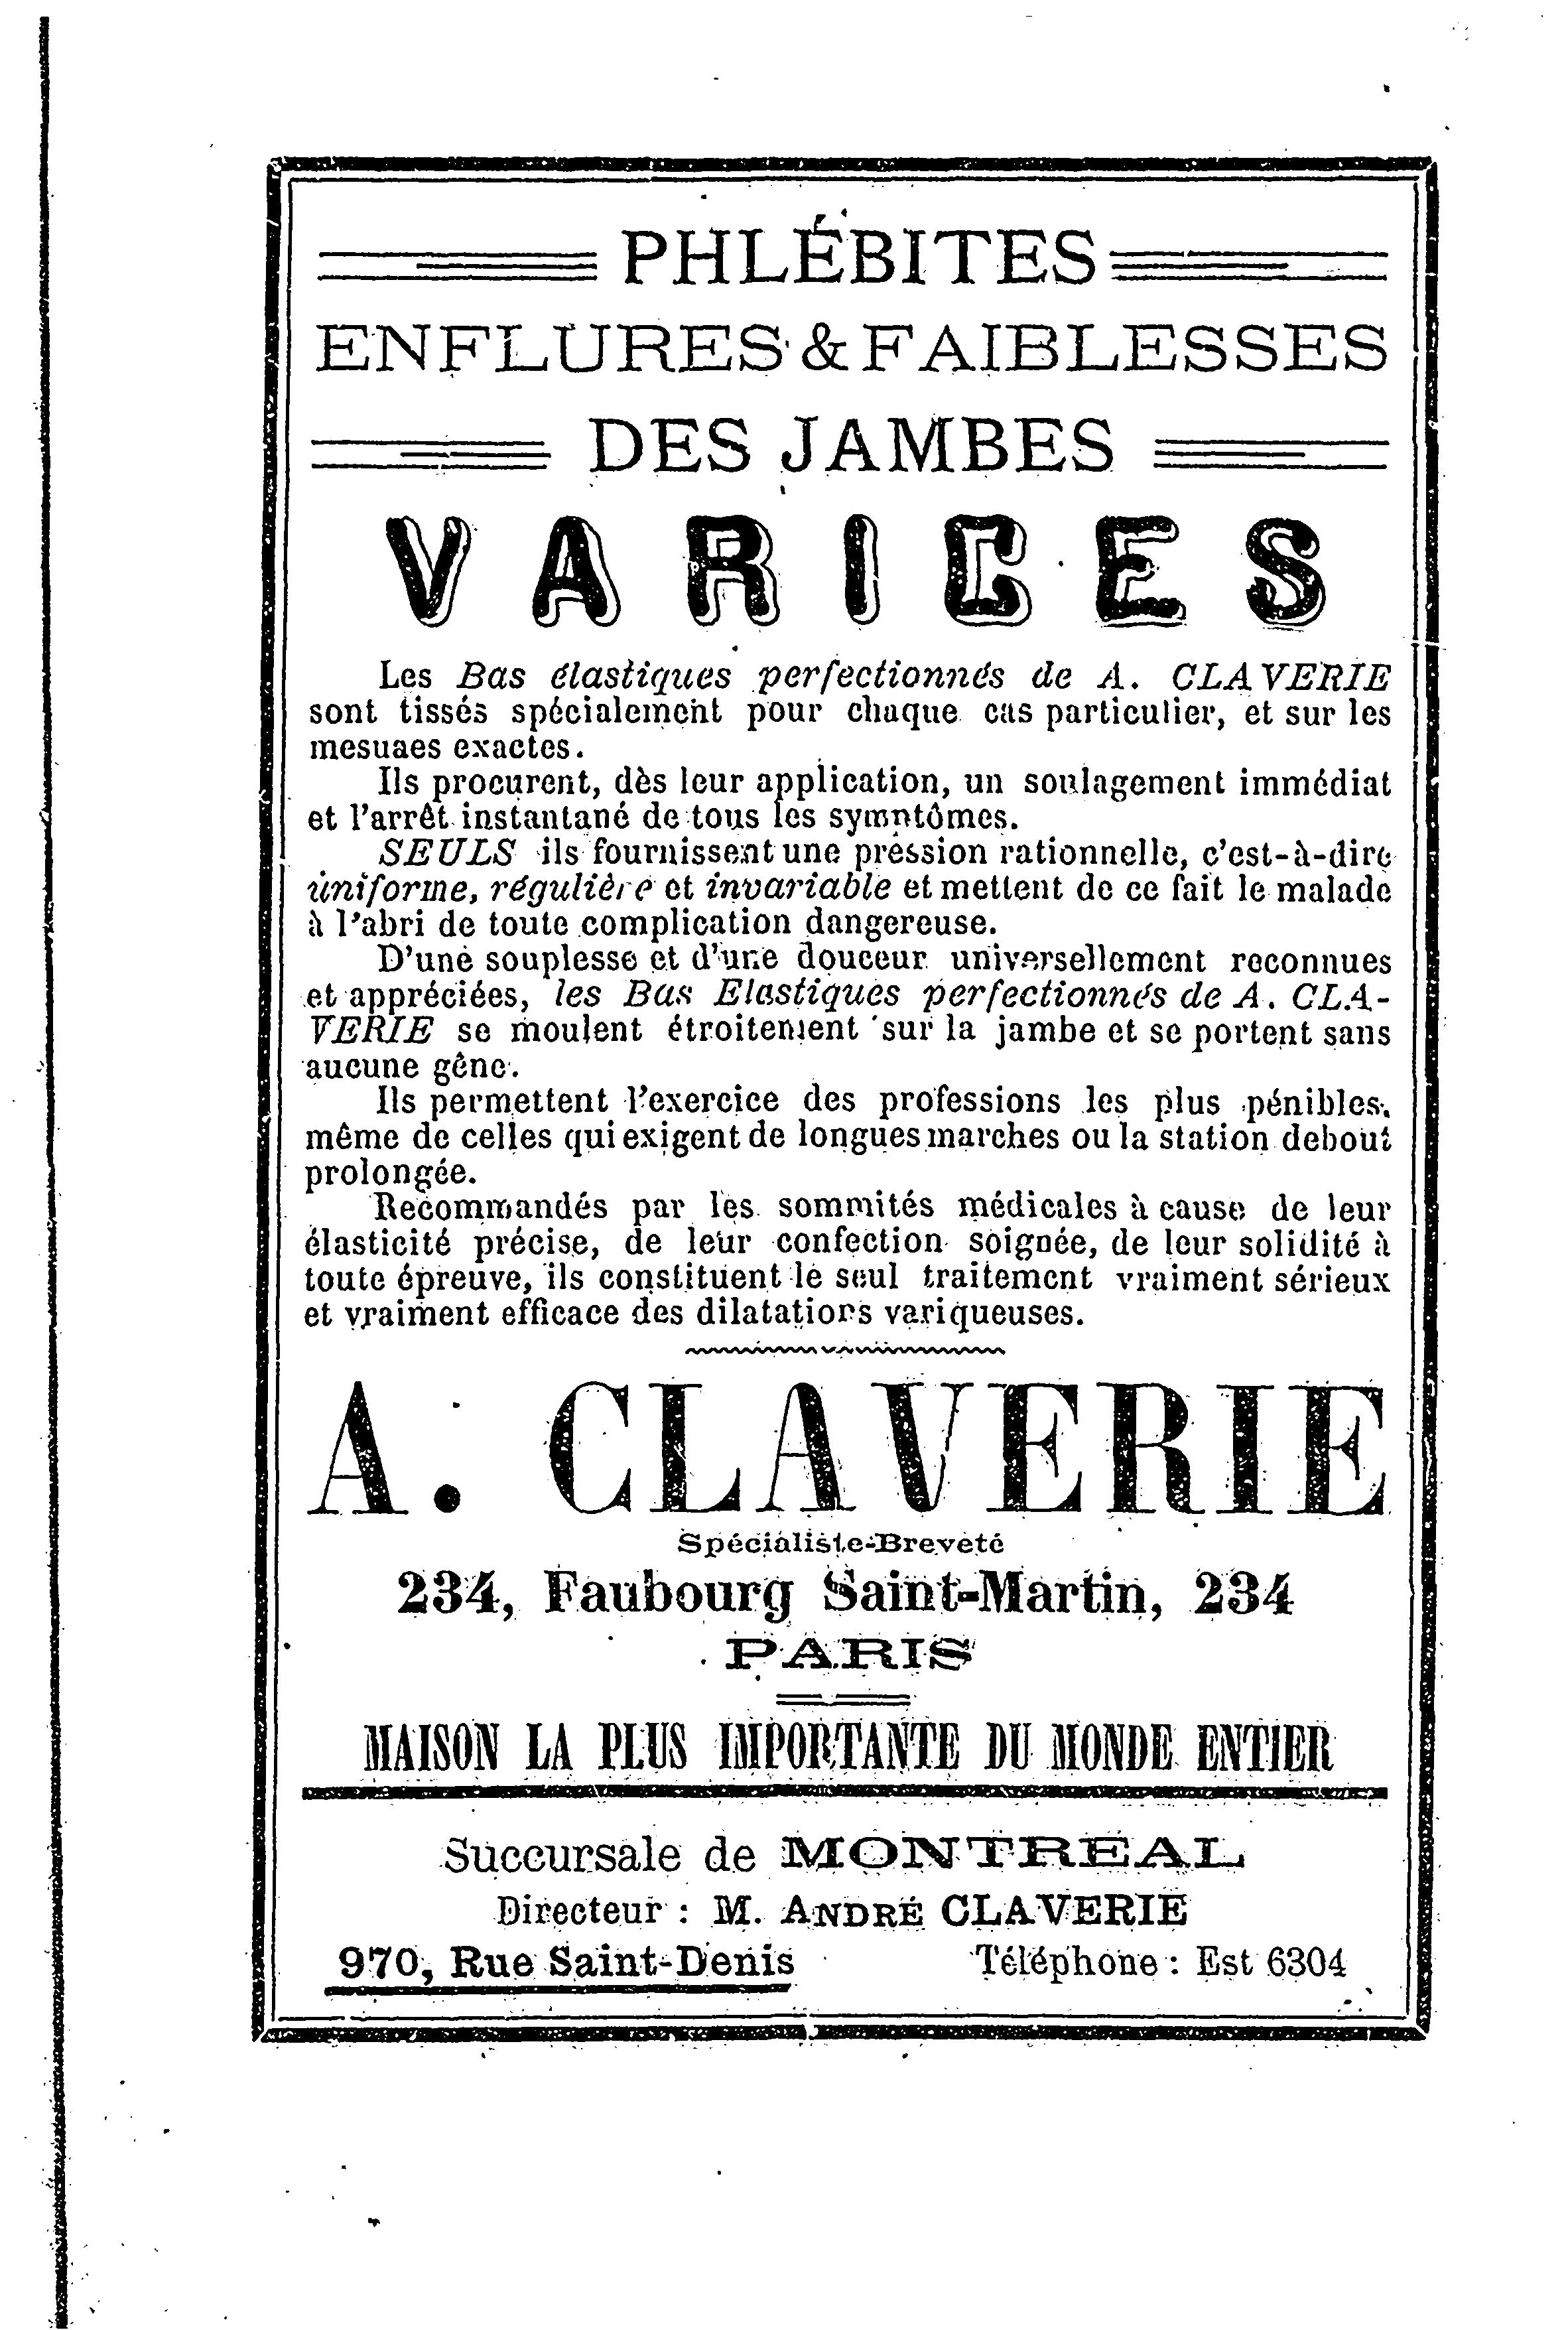 PHLÉBITES
ENFLURES & FAIBLESSES
DES JAMBES
VARICES
Les Bas élastiques perfectionnés de A. CLAVERIE
sont tissés spécialement pour chaque cas particulier, et sur les
mesuaes exactes.
Ils procurent, dès leur application, un soulagement immédiat
et l'arrêt instantané de tous les symptômes.
SEULS ils fournissent une pression rationnelle, c'est-à-dire
uniforme, régulière et invariable et mettent de ce fait le malade
à l'abri de toute complication dangereuse.
D'une souplesse et d'une douceur universellement reconnues
et appréciées, les Bas Elastiques perfectionnés de A. CLA-
VERIE se moulent étroitement sur la jambe et se portent sans
aucune gêne.
Ils permettent l'exercice des professions les plus pénibles,
même de celles qui exigent de longues marches ou la station debout
prolongée.
Recommandés par les sommités médicales à cause de leur
élasticité précise, de leur confection soignée, de leur solidité à
toute épreuve, ils constituent le seul traitement vraiment sérieux
et vraiment efficace des dilatations variqueuses.
A. CLAVERIE
Spécialiste-Breveté
234, Faubourg Saint-Martin, 234
PARIS
MAISON LA PLUS IMPORTANTE DU MONDE ENTIER
Succursale de MONTREAL
Directeur : M. ANDRÉ CLAVERIE
970, Rue Saint-Denis Téléphone : Est 6304